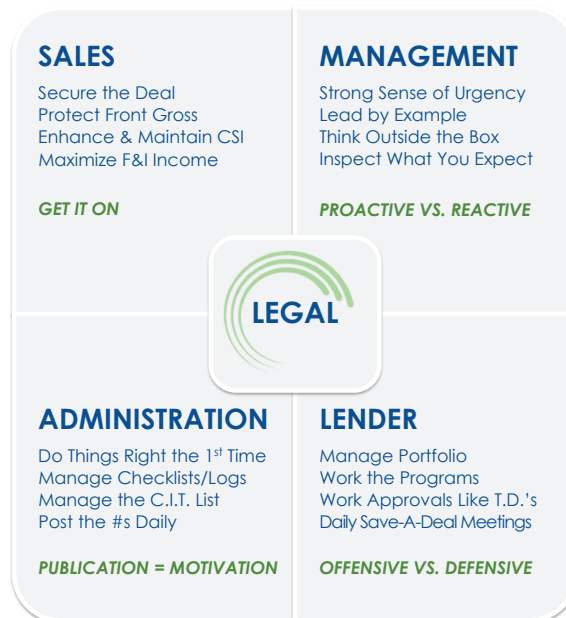 SALES
Secure the Deal
Protect Front Gross
Enhance & Maintain CSI
Maximize F&I Income
GET IT ON
MANAGEMENT
Strong Sense of Urgency
Lead by Example
Think Outside the Box
Inspect What You Expect
PROACTIVE VS. REACTIVE
LEGAL
ADMINISTRATION
Do Things Right the 1st Time
Manage Checklists/Logs
Manage the C.I.T. List
Post the #s Daily
PUBLICATION = MOTIVATION
LENDER
Manage Portfolio
Work the Programs
Work Approvals Like T.D.'s
Daily Save-A-Deal Meetings
OFFENSIVE VS. DEFENSIVE